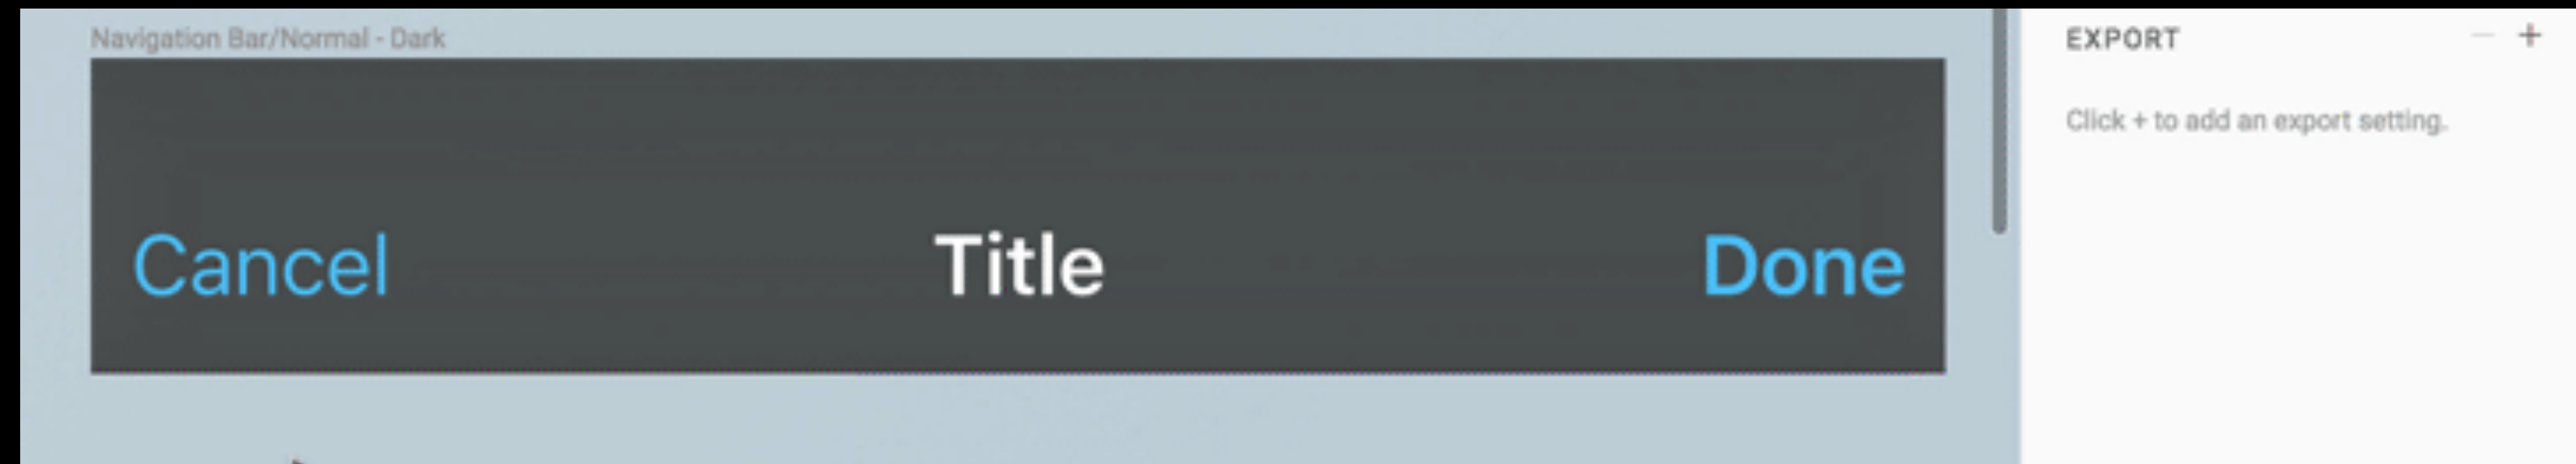 Navigation Bar/Normal - Dark
Cancel Title Done
EXPORT
Click + to add an export setting.